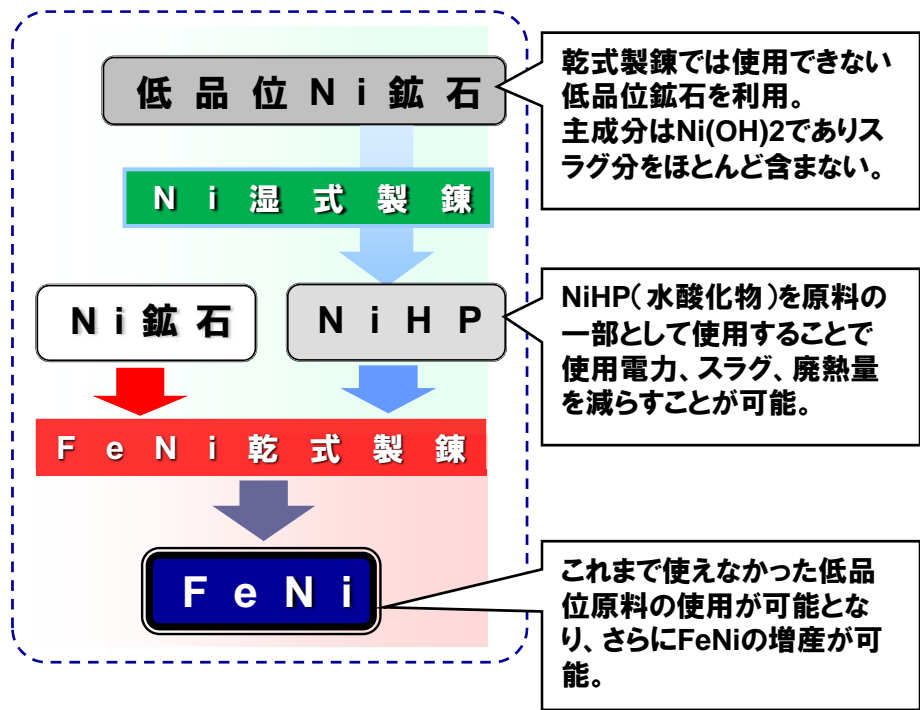 低品位Ni鉱石
乾式製錬では使用できない
低品位鉱石を利用。
主成分はNi(OH)2でありス
ラグ分をほとんど含まない。
Ni湿式製錬
Ni鉱石
NiHP
NiHP(水酸化物)を原料の
一部として使用することで
使用電力、スラグ、廃熱量
を減らすことが可能。
FeNi乾式製錬
FeNi
これまで使えなかった低品
位原料の使用が可能とな
り、さらにFeNiの増産が可
能。